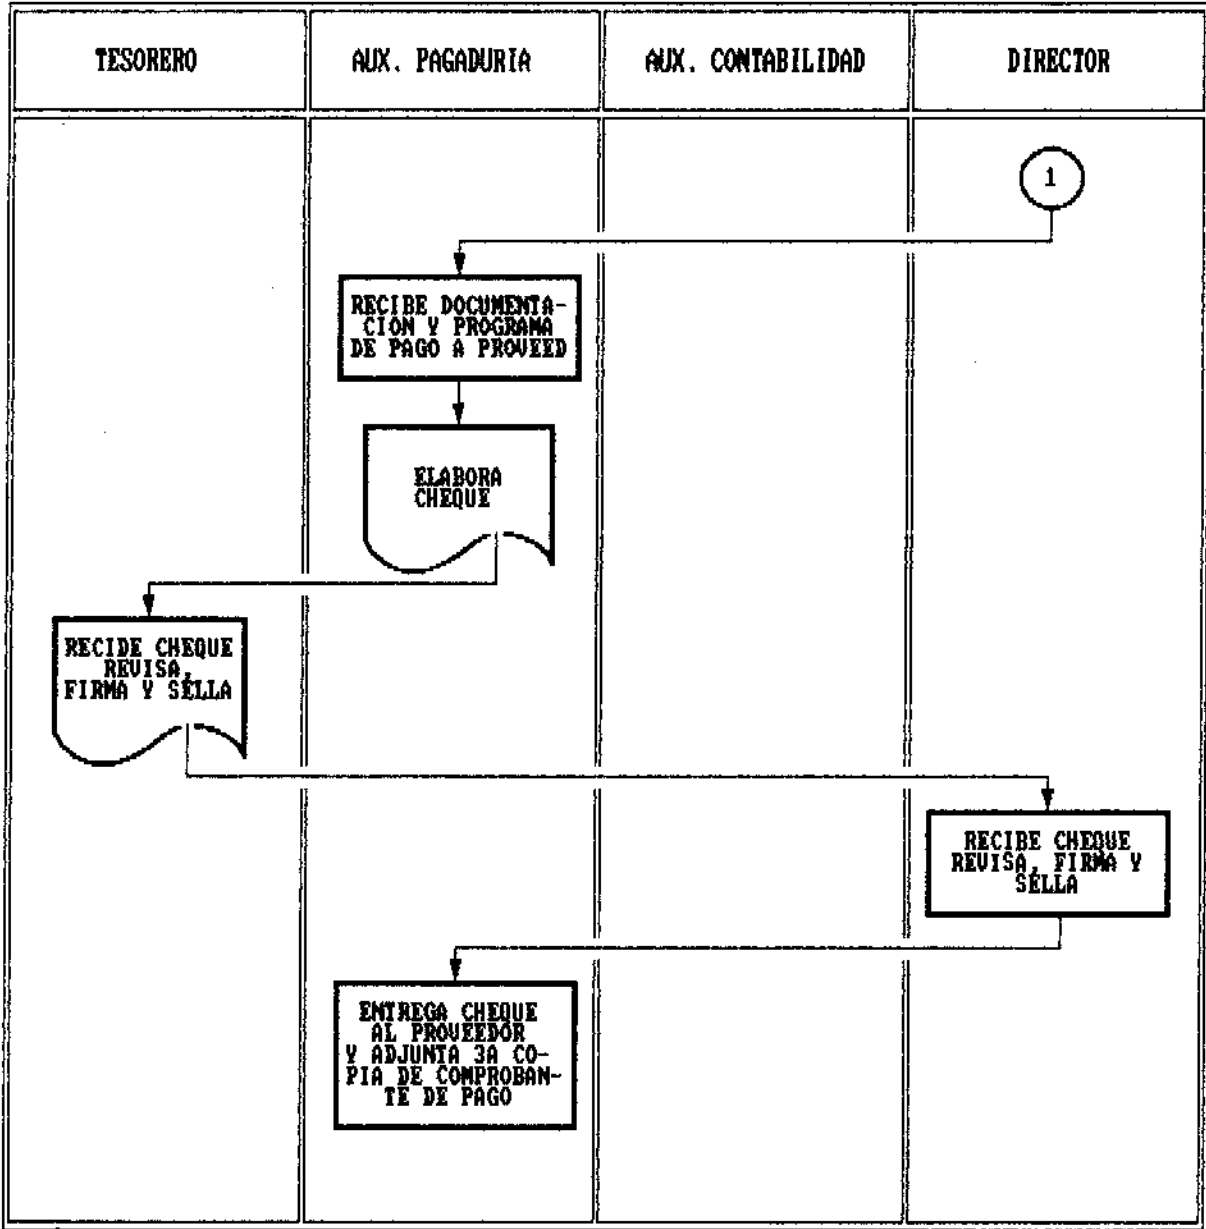 TESORERO
AUX. PAGADURIA
AUX. CONTABILIDAD
DIRECTOR
1
RECIBE DOCUMENTA-
CION Y PROGRAMA
DE PAGO A PROVEED
ELABORA
CHEQUE
RECIDE CHEQUE
REVISA,
FIRMA Y SELLA
RECIBE CHEQUE
REVISA, FIRMA Y
SELLA
ENTREGA CHEQUE
AL PROVEEDOR
Y ADJUNTA 3A CO-
PIA DE COMPROBAN-
TE DE PAGO